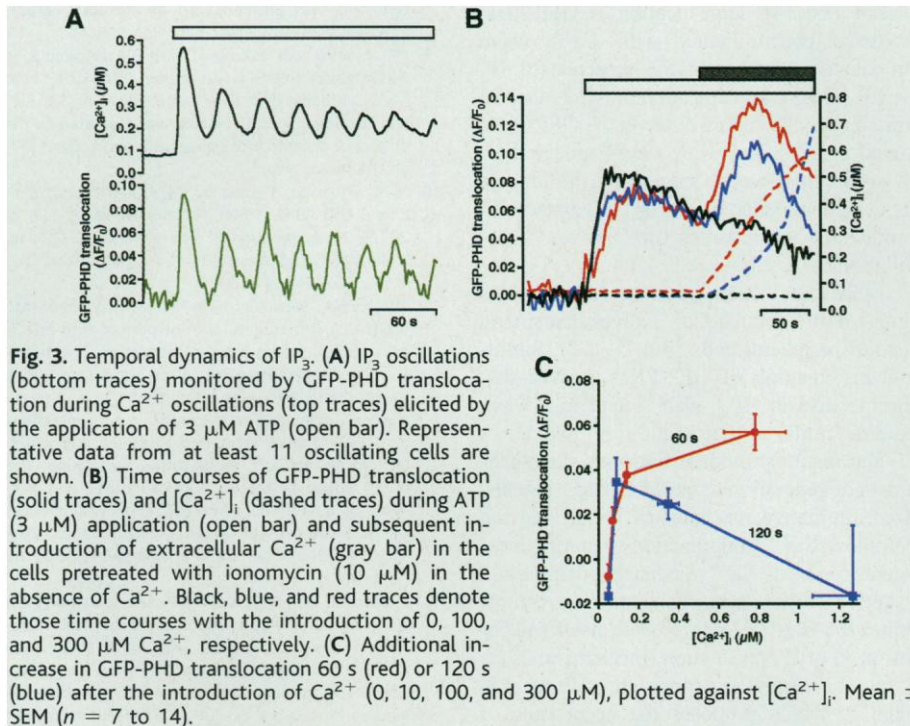 A
B
0.6
0.5
0.4
0.3
0.2
0.1
0.0
[Ca²⁺]ᵢ (µM)
0.10
0.08
0.06
0.04
0.02
0.00
GFP-PHD translocation
(ΔF/F₀)
60 s
0.14
0.12
0.10
0.08
0.06
0.04
0.02
0.00
GFP-PHD translocation (ΔF/F₀)
0.8
0.7
0.6
0.5
0.4
0.3
0.2
0.1
0.0
[Ca²⁺]ᵢ (µM)
50 s
Fig. 3. Temporal dynamics of IP₃. (A) IP₃ oscillations
(bottom traces) monitored by GFP-PHD transloca-
tion during Ca²⁺ oscillations (top traces) elicited by
the application of 3 µM ATP (open bar). Represen-
tative data from at least 11 oscillating cells are
shown. (B) Time courses of GFP-PHD translocation
(solid traces) and [Ca²⁺]ᵢ (dashed traces) during ATP
(3 µM) application (open bar) and subsequent in-
troduction of extracellular Ca²⁺ (gray bar) in the
cells pretreated with ionomycin (10 µM) in the
absence of Ca²⁺. Black, blue, and red traces denote
those time courses with the introduction of 0, 100,
and 300 µM Ca²⁺, respectively. (C) Additional in-
crease in GFP-PHD translocation 60 s (red) or 120 s
(blue) after the introduction of Ca²⁺ (0, 10, 100, and 300 µM), plotted against [Ca²⁺]ᵢ. Mean ±
SEM (n = 7 to 14).
C
0.08
0.06
0.04
0.02
0.00
-0.02
GFP-PHD translocation (ΔF/F₀)
60 s
120 s
0.0 0.2 0.4 0.6 0.8 1.0 1.2
[Ca²⁺]ᵢ (µM)